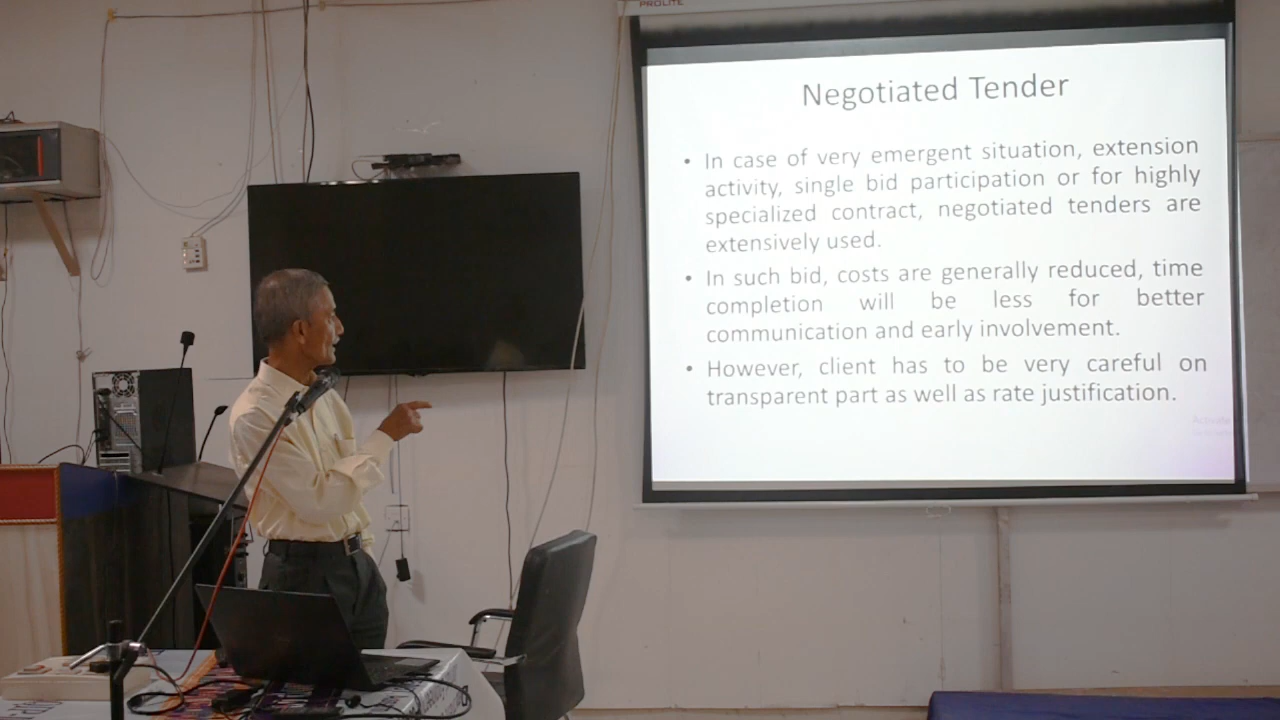 PROLITE
Negotiated Tender
• In case of very emergent situation, extension
activity, single bid participation or for highly
specialized contract, negotiated tenders are
extensively used.
• In such bid, costs are generally reduced, time
completion will be less for better
communication and early involvement.
• However, client has to be very careful on
transparent part as well as rate justification.
Activate